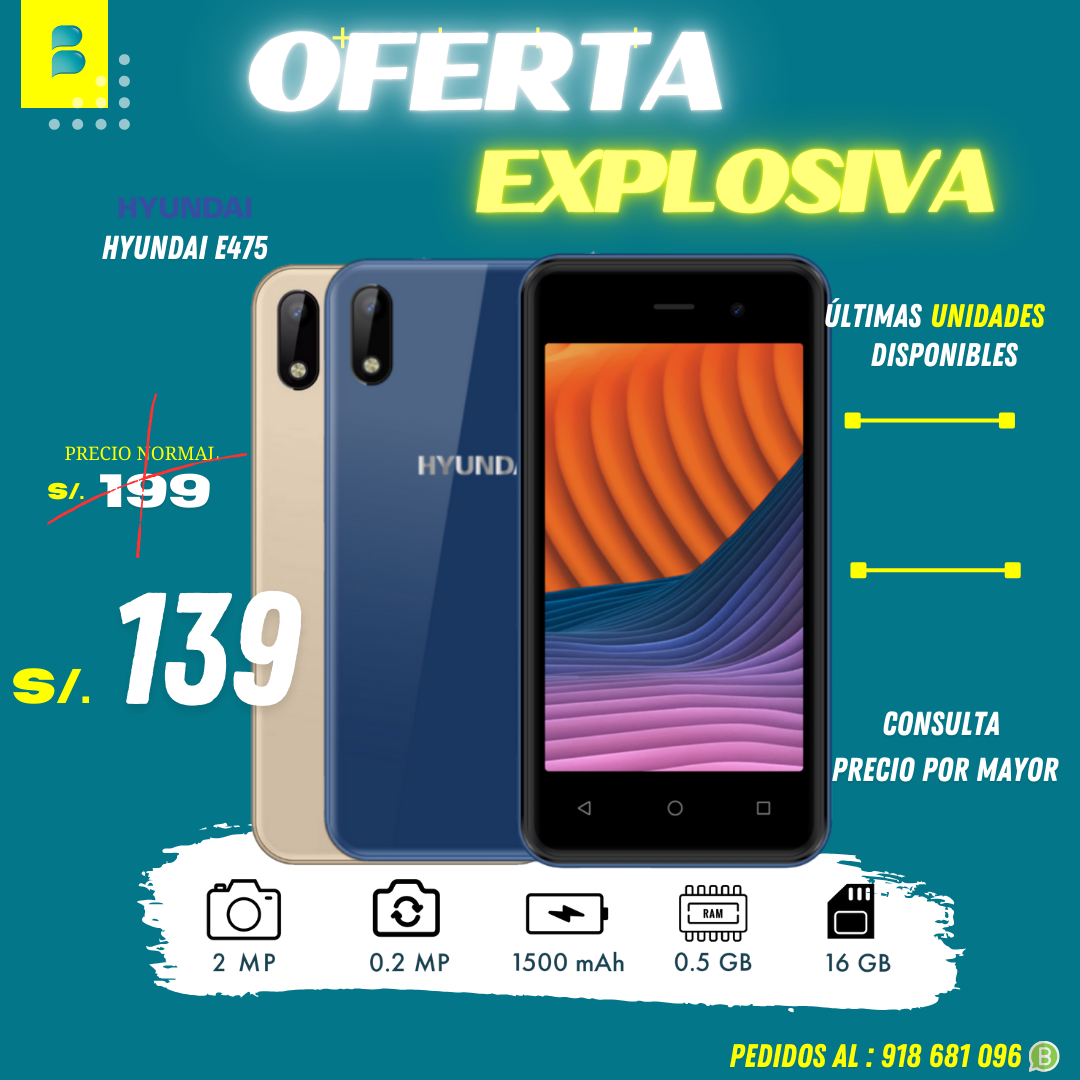 OFERTA
EXPLOSIVA
HYUNDAI
HYUNDAI E475
ÚLTIMAS UNIDADES
DISPONIBLES
PRECIO NORMAL
S/. 199
S/. 139
HYUNDA
CONSULTA
PRECIO POR MAYOR
RAM
2 MP
0.2 MP
1500 mAh
0.5 GB
16 GB
PEDIDOS AL : 918 681 096